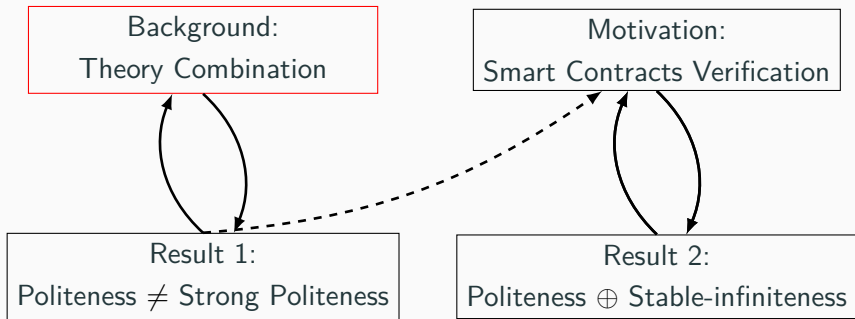 Background:
Theory Combination
Motivation:
Smart Contracts Verification
Result 1:
Politeness ≠ Strong Politeness
Result 2:
Politeness ⊕ Stable-infiniteness